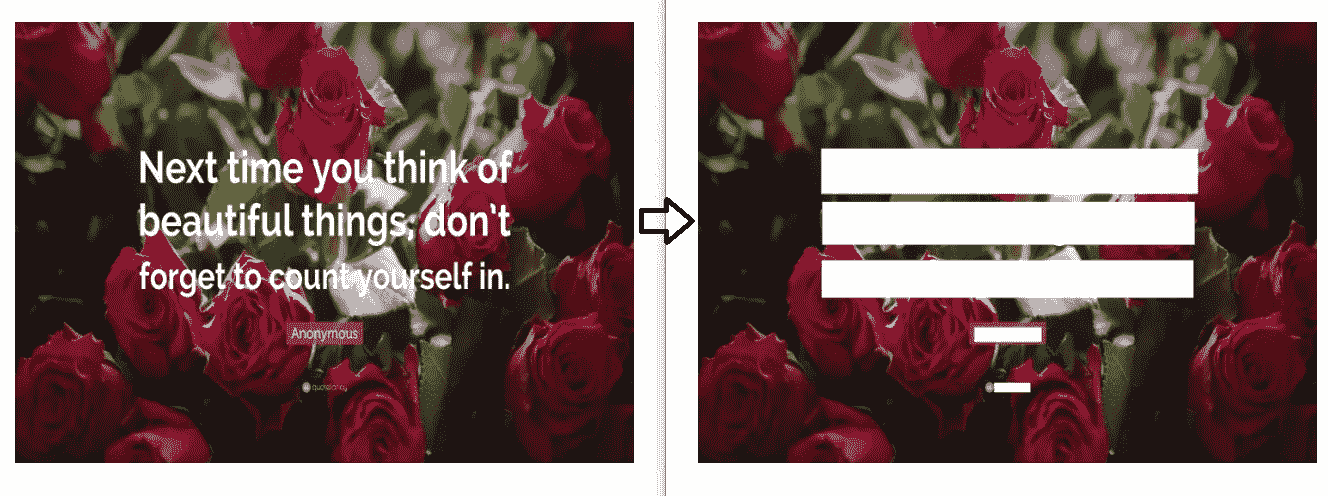 Next time you think of
beautiful things, don't
forget to count yourself in.
Anonymous
quotefancy